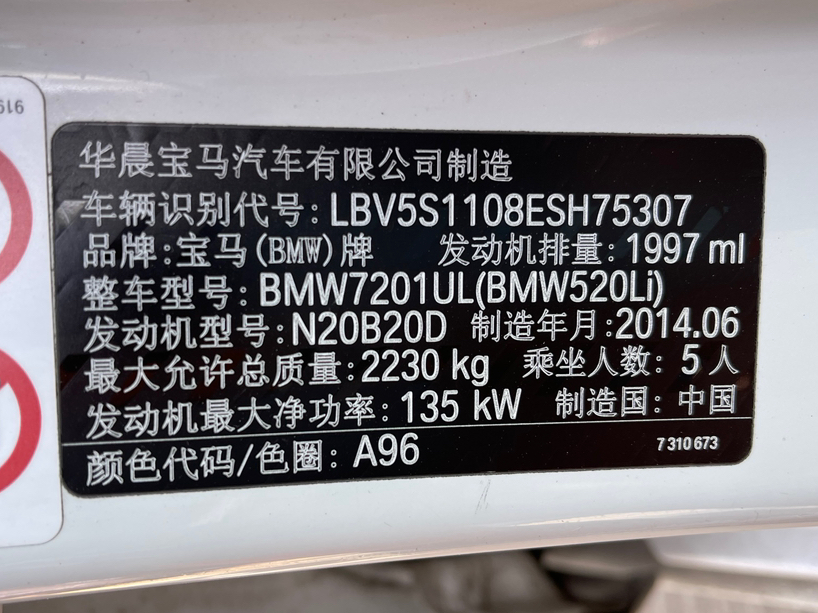 916
华晨宝马汽车有限公司制造
车辆识别代号: LBV5S1108ESH75307
品牌:宝马(BMW)牌 发动机排量: 1997 ml
整车型号: BMW7201UL(BMW520Li)
发动机型号: N20B20D 制造年月: 2014.06
最大允许总质量: 2230 kg 乘坐人数: 5 人
发动机最大净功率: 135 kW 制造国: 中国
颜色代码/色圈: A96 7 310 673